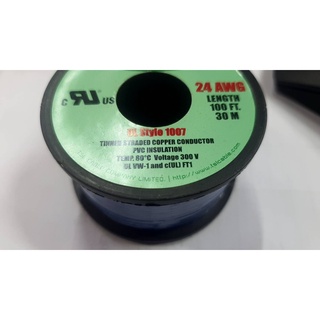 c RU US
24 AWG
LENGTH
100 FT.
30 M
UL Style 1007
TINNED STRANDED COPPER CONDUCTOR
PVC INSULATION
TEMP. 80°C Voltage 300 V
UL VW-1 and c(UL) FT1
LIMITED. | http://www.